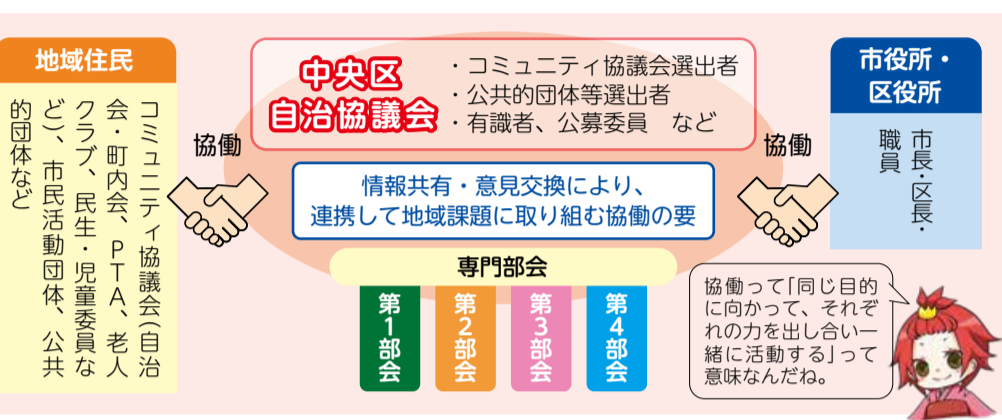 地域住民
コミュニティ協議会(自治
会・町内会、PTA、老人
クラブ、民生・児童委員な
ど)、市民活動団体、公共
的団体など
協働
中央区
自治協議会
・コミュニティ協議会選出者
・公共的団体等選出者
・有識者、公募委員 など
情報共有・意見交換により、
連携して地域課題に取り組む協働の要
専門部会
第1部会
第2部会
第3部会
第4部会
協働
市役所・
区役所
市長・区長・
職員
協働って「同じ目的
に向かって、それぞ
れの力を出し合い一
緒に活動する」って
意味なんだね。